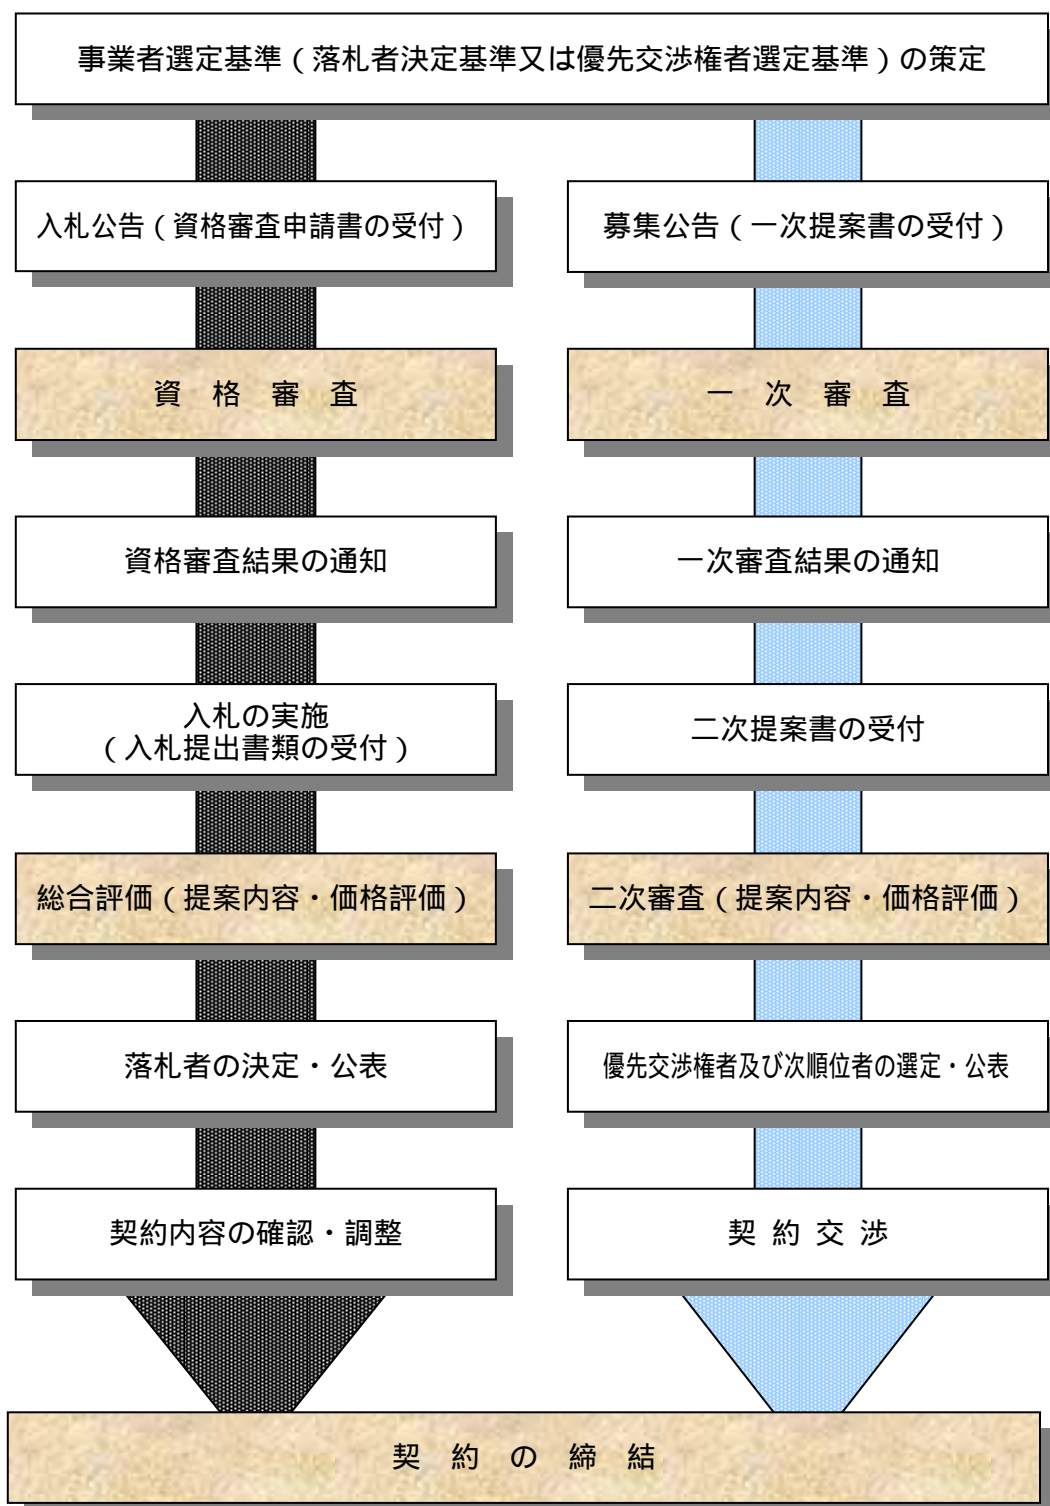 事業者選定基準(落札者決定基準又は優先交渉権者選定基準)の策定
入札公告(資格審査申請書の受付)
募集公告(一次提案書の受付)
資　格　審　査
一　次　審　査
資格審査結果の通知
一次審査結果の通知
入札の実施
(入札提出書類の受付)
二次提案書の受付
総合評価(提案内容・価格評価)
二次審査(提案内容・価格評価)
落札者の決定・公表
優先交渉権者及び次順位者の選定・公表
契約内容の確認・調整
契 約 交 渉
契　約　の　締　結